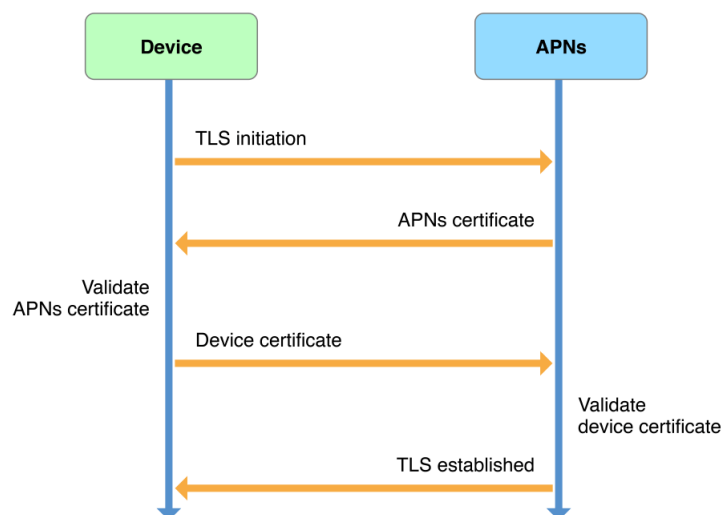 Device
APNs
TLS initiation
APNs certificate
Validate
APNs certificate
Device certificate
Validate
device certificate
TLS established